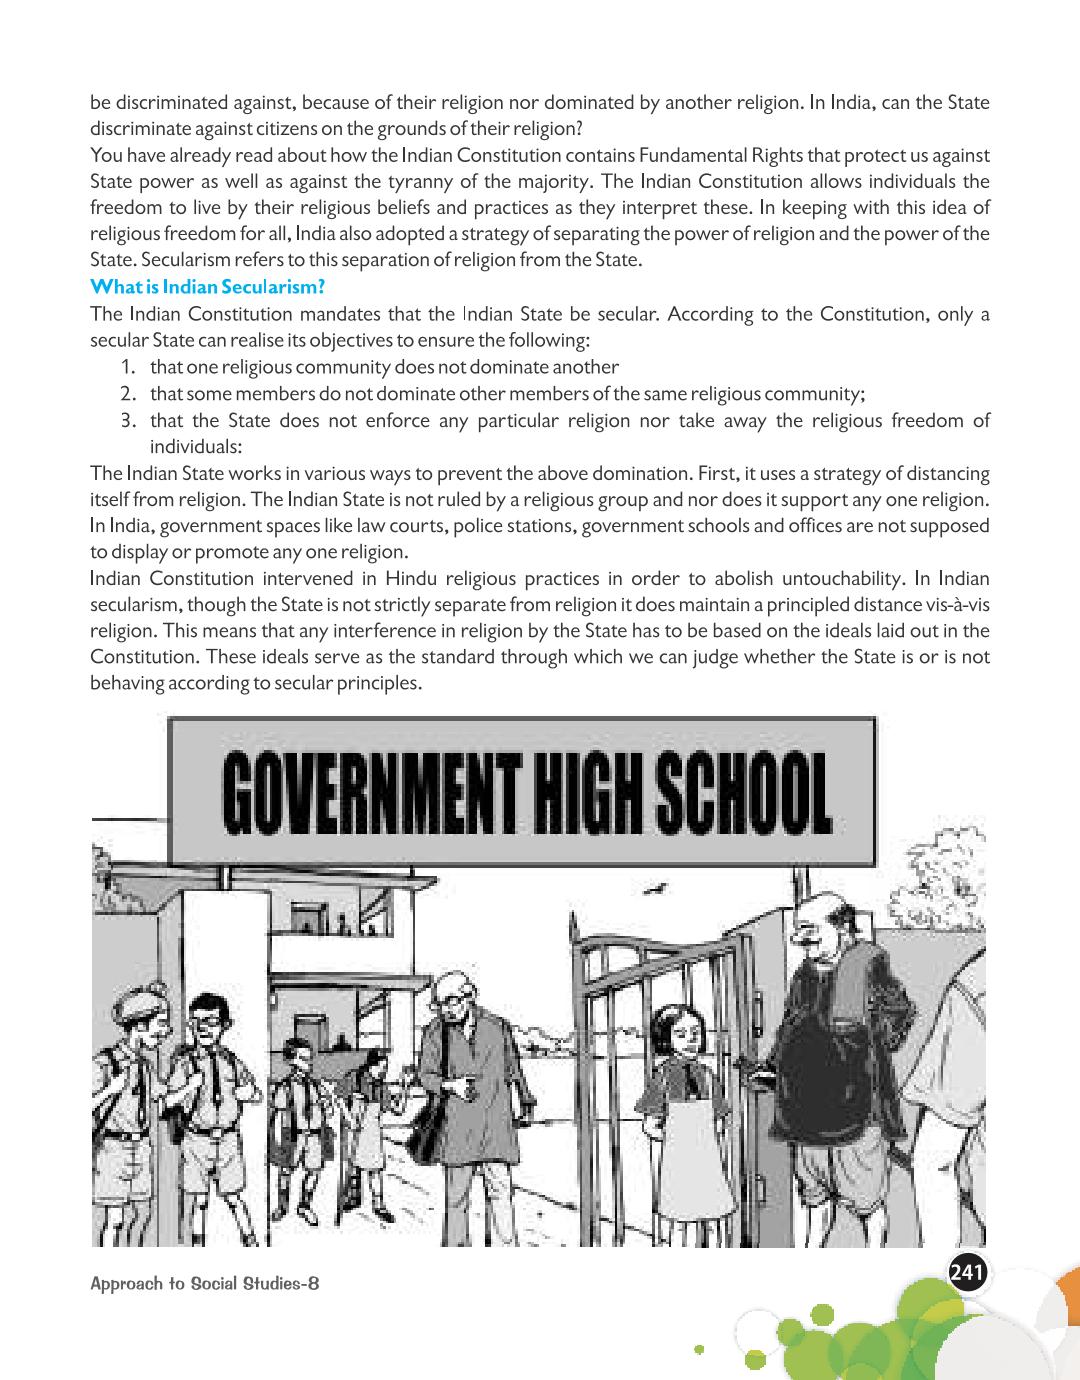 be discriminated against, because of their religion nor dominated by another religion. In India, can the State
discriminate against citizens on the grounds of their religion?
You have already read about how the Indian Constitution contains Fundamental Rights that protect us against
State power as well as against the tyranny of the majority. The Indian Constitution allows individuals the
freedom to live by their religious beliefs and practices as they interpret these. In keeping with this idea of
religious freedom for all, India also adopted a strategy of separating the power of religion and the power of the
State. Secularism refers to this separation of religion from the State.
What is Indian Secularism?
The Indian Constitution mandates that the Indian State be secular. According to the Constitution, only a
secular State can realise its objectives to ensure the following:
1. that one religious community does not dominate another
2. that some members do not dominate other members of the same religious community;
3. that the State does not enforce any particular religion nor take away the religious freedom of
individuals:
The Indian State works in various ways to prevent the above domination. First, it uses a strategy of distancing
itself from religion. The Indian State is not ruled by a religious group and nor does it support any one religion.
In India, government spaces like law courts, police stations, government schools and offices are not supposed
to display or promote any one religion.
Indian Constitution intervened in Hindu religious practices in order to abolish untouchability. In Indian
secularism, though the State is not strictly separate from religion it does maintain a principled distance vis-à-vis
religion. This means that any interference in religion by the State has to be based on the ideals laid out in the
Constitution. These ideals serve as the standard through which we can judge whether the State is or is not
behaving according to secular principles.
GOVERNMENT HIGH SCHOOL
Approach to Social Studies-8
241